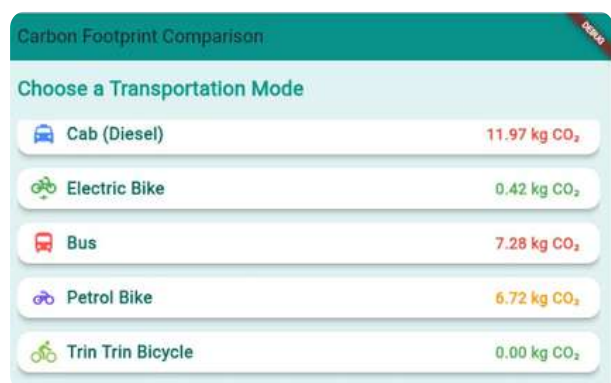 Carbon Footprint Comparison
DEBUG
Choose a Transportation Mode
Cab (Diesel) 11.97 kg CO₂
Electric Bike 0.42 kg CO₂
Bus 7.28 kg CO₂
Petrol Bike 6.72 kg CO₂
Trin Trin Bicycle 0.00 kg CO₂